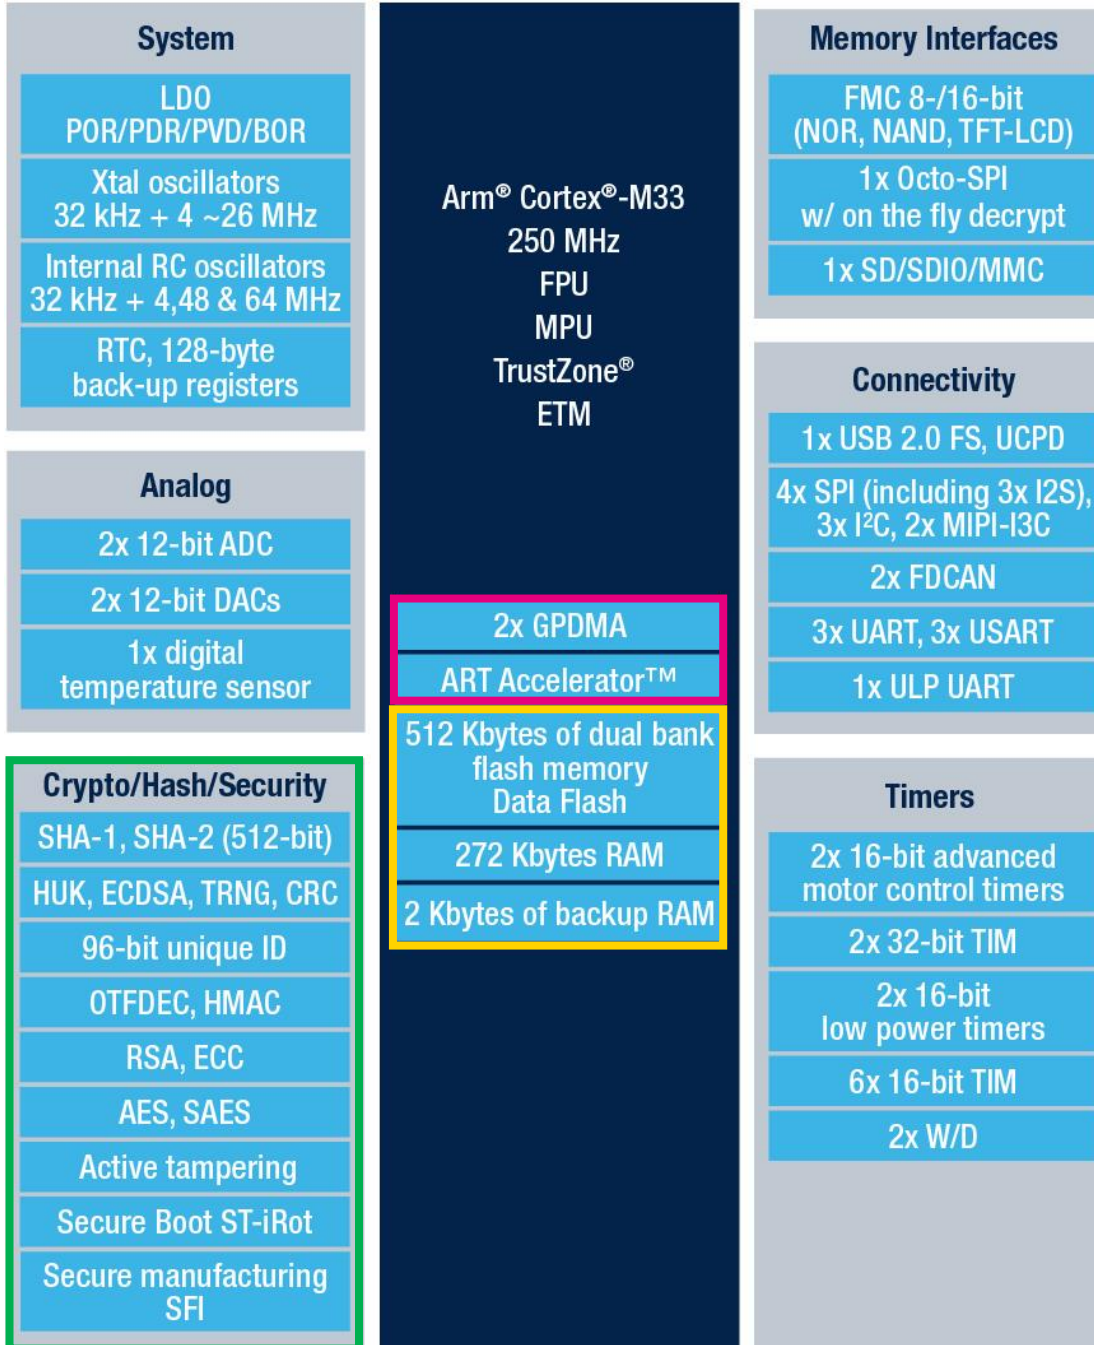 System
LDO
POR/PDR/PVD/BOR
Xtal oscillators
32 kHz + 4 ~26 MHz
Internal RC oscillators
32 kHz + 4,48 & 64 MHz
RTC, 128-byte
back-up registers
Analog
2x 12-bit ADC
2x 12-bit DACs
1x digital
temperature sensor
Crypto/Hash/Security
SHA-1, SHA-2 (512-bit)
HUK, ECDSA, TRNG, CRC
96-bit unique ID
OTFDEC, HMAC
RSA, ECC
AES, SAES
Active tampering
Secure Boot ST-iRot
Secure manufacturing
SFI
Arm® Cortex®-M33
250 MHz
FPU
MPU
TrustZone®
ETM
2x GPDMA
ART Accelerator™
512 Kbytes of dual bank
flash memory
Data Flash
272 Kbytes RAM
2 Kbytes of backup RAM
Memory Interfaces
FMC 8-/16-bit
(NOR, NAND, TFT-LCD)
1x Octo-SPI
w/ on the fly decrypt
1x SD/SDIO/MMC
Connectivity
1x USB 2.0 FS, UCPD
4x SPI (including 3x I2S),
3x I²C, 2x MIPI-I3C
2x FDCAN
3x UART, 3x USART
1x ULP UART
Timers
2x 16-bit advanced
motor control timers
2x 32-bit TIM
2x 16-bit
low power timers
6x 16-bit TIM
2x W/D